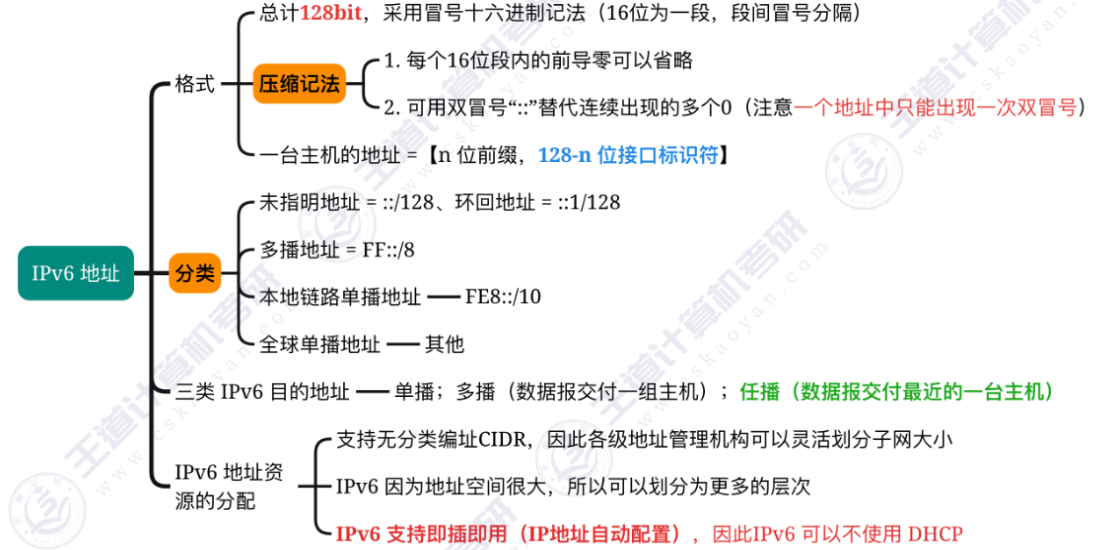 总计128bit，采用冒号十六进制记法（16位为一段，段间冒号分隔）
格式
压缩记法
1. 每个16位段内的前导零可以省略
2. 可用双冒号“::”替代连续出现的多个0（注意一个地址中只能出现一次双冒号）
一台主机的地址 =【n 位前缀，128-n 位接口标识符】
IPv6 地址
分类
未指明地址 = ::/128、环回地址 = ::1/128
多播地址 = FF::/8
本地链路单播地址 FE8::/10
全球单播地址 其他
三类 IPv6 目的地址 单播；多播（数据报交付一组主机）；任播（数据报交付最近的一台主机）
IPv6 地址资
源的分配
支持无分类编址CIDR，因此各级地址管理机构可以灵活划分子网大小
IPv6 因为地址空间很大，所以可以划分为更多的层次
IPv6 支持即插即用（IP地址自动配置），因此IPv6 可以不使用 DHCP
王道计算机考研
www.cskaoyan.com
王道计算机考研
www.cskaoyan.com